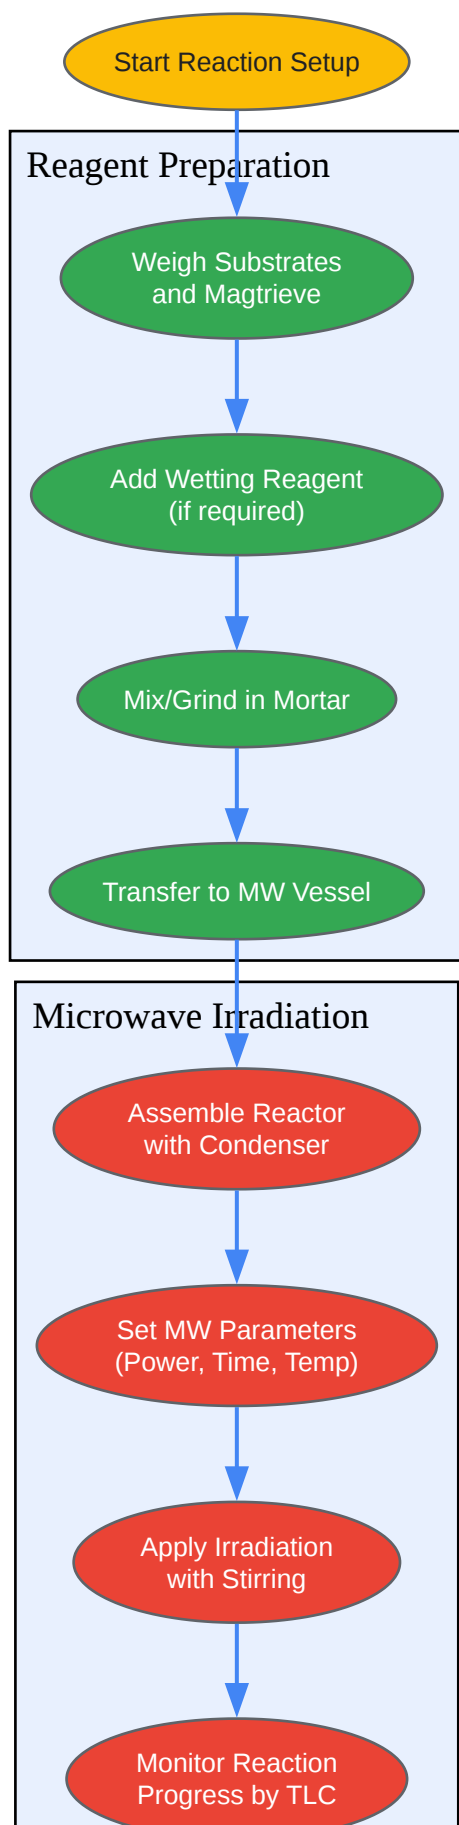 Start Reaction Setup
Reagent Preparation
Weigh Substrates
and Magtrieve
Add Wetting Reagent
(if required)
Mix/Grind in Mortar
Transfer to MW Vessel
Microwave Irradiation
Assemble Reactor
with Condenser
Set MW Parameters
(Power, Time, Temp)
Apply Irradiation
with Stirring
Monitor Reaction
Progress by TLC